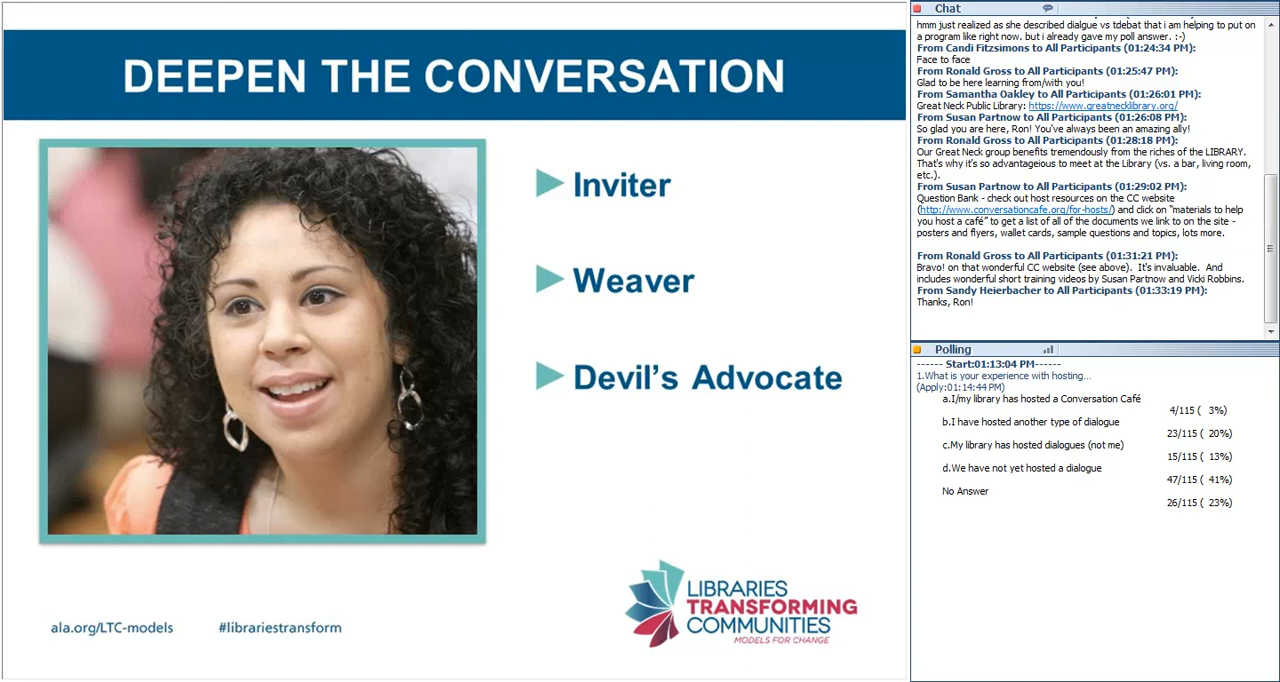 DEEPEN THE CONVERSATION
Inviter
Weaver
Devil's Advocate
ala.org/LTC-models
#librariestransform
LIBRARIES
TRANSFORMING
COMMUNITIES
MODELS FOR CHANGE
Chat
hmm just realized as she described dialgue vs tdebat that i am helping to put on
a program like right now. but i already gave my poll answer. :-)
From Candi Fitzsimons to All Participants (01:24:34 PM):
Face to face
From Ronald Gross to All Participants (01:25:47 PM):
Glad to be here learning from/with you!
From Samantha Oakley to All Participants (01:26:01 PM):
Great Neck Public Library: https://www.greatnecklibrary.org/
From Susan Partnow to All Participants (01:26:08 PM):
So glad you are here, Ron! You've always been an amazing ally!
From Ronald Gross to All Participants (01:28:18 PM):
Our Great Neck group benefits tremendously from the riches of the LIBRARY.
That's why it's so advantageious to meet at the Library (vs. a bar, living room,
etc.).
From Susan Partnow to All Participants (01:29:02 PM):
Question Bank - check out host resources on the CC website
(http://www.conversationcafe.org/for-hosts/) and click on "materials to help
you host a café" to get a list of all of the documents we link to on the site -
posters and flyers, wallet cards, sample questions and topics, lots more.
From Ronald Gross to All Participants (01:31:21 PM):
Bravo! on that wonderful CC website (see above).  It's invaluable.  And
includes wonderful short training videos by Susan Partnow and Vicki Robbins.
From Sandy Heierbacher to All Participants (01:33:19 PM):
Thanks, Ron!
Polling
------ Start:01:13:04 PM------
1.What is your experience with hosting...
(Apply:01:14:44 PM)
a.I/my library has hosted a Conversation Café
4/115 ( 3%)
b.I have hosted another type of dialogue
23/115 ( 20%)
c.My library has hosted dialogues (not me)
15/115 ( 13%)
d.We have not yet hosted a dialogue
47/115 ( 41%)
No Answer
26/115 ( 23%)